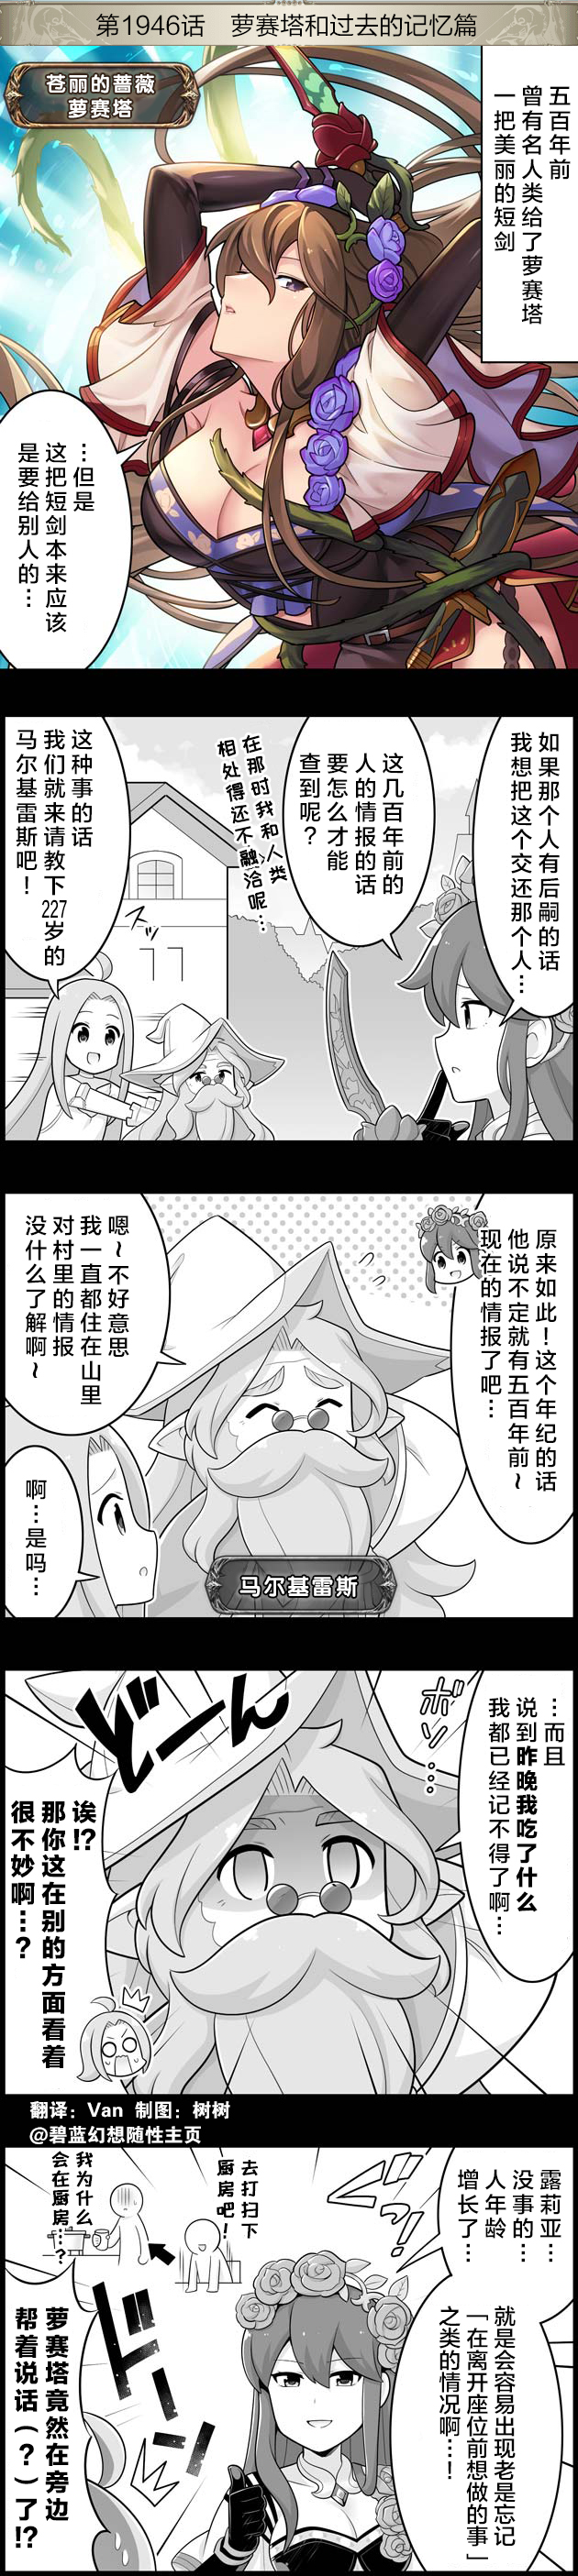 第1946话 萝赛塔和过去的记忆篇
苍丽的蔷薇
萝赛塔
五百年前
曾有名人类给了萝赛塔
一把美丽的短剑
…但是
这把短剑本来应该
是要给别人的…
如果那个人有后嗣的话
我想把这个交还那个人…
这几百年前的
人的情报的话
要怎么才能
查到呢？
在那时我和人类
相处得还不融洽呢…
这种事的话
我们就来请教下
227岁的
马尔基雷斯吧！
スッ
原来如此！这个年纪的话
他说不定就有五百年前~
现在的情报了吧…
嗯~不好意思
我一直都住在山里
对村里的情报
没什么了解啊~
啊…是吗…
马尔基雷斯
…而且
说到昨晚我吃了什么
我都已经记不得了啊…
ボソ…
どーん
诶!?
那你这在别的方面看着
很不妙啊…？
翻译：Van 制图：树树
@碧蓝幻想随性主页
露莉亚…
没事的…
人年龄
增长了…
就是会容易出现老是忘记
「在离开座位前想做的事」
之类的情况啊…！
去打扫下
厨房吧！
我为什么
会在厨房…？
萝赛塔竟然在旁边
帮着说话（？）了!?